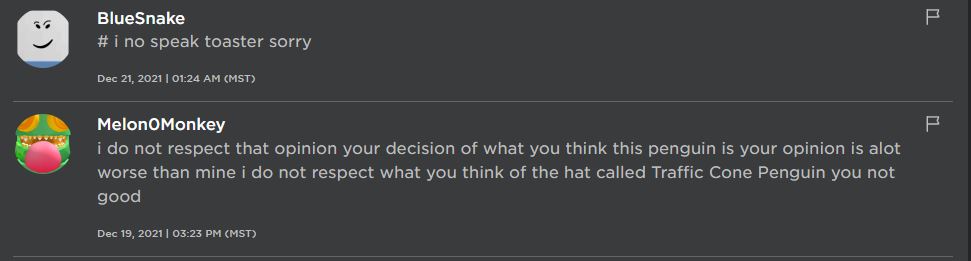 BlueSnake
# i no speak toaster sorry
Dec 21, 2021 | 01:24 AM (MST)
Melon0Monkey
i do not respect that opinion your decision of what you think this penguin is your opinion is alot
worse than mine i do not respect what you think of the hat called Traffic Cone Penguin you not
good
Dec 19, 2021 | 03:23 PM (MST)